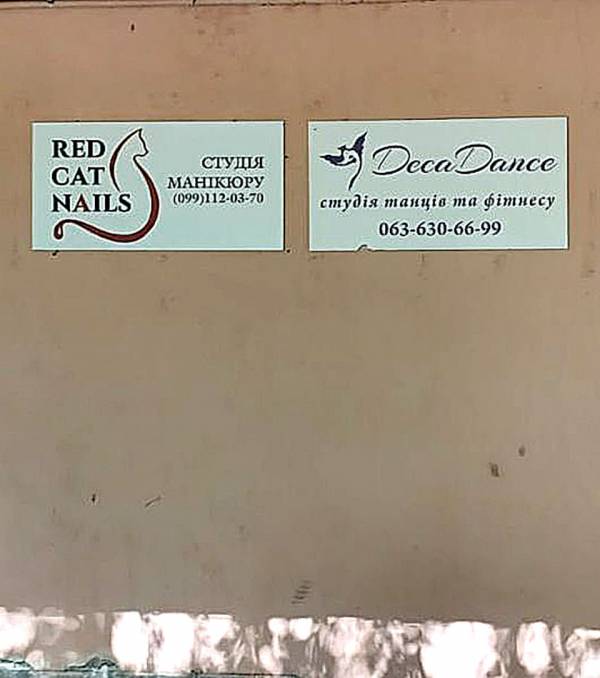 RED
CAT
NAILS
СТУДІЯ
МАНІКЮРУ
(099)112-03-70
DecaDance
студія танців та фітнесу
063-630-66-99